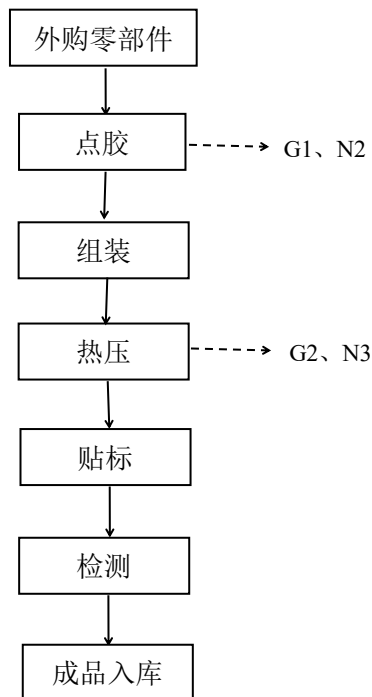 外购零部件
点胶
G1、N2
组装
热压
G2、N3
贴标
检测
成品入库